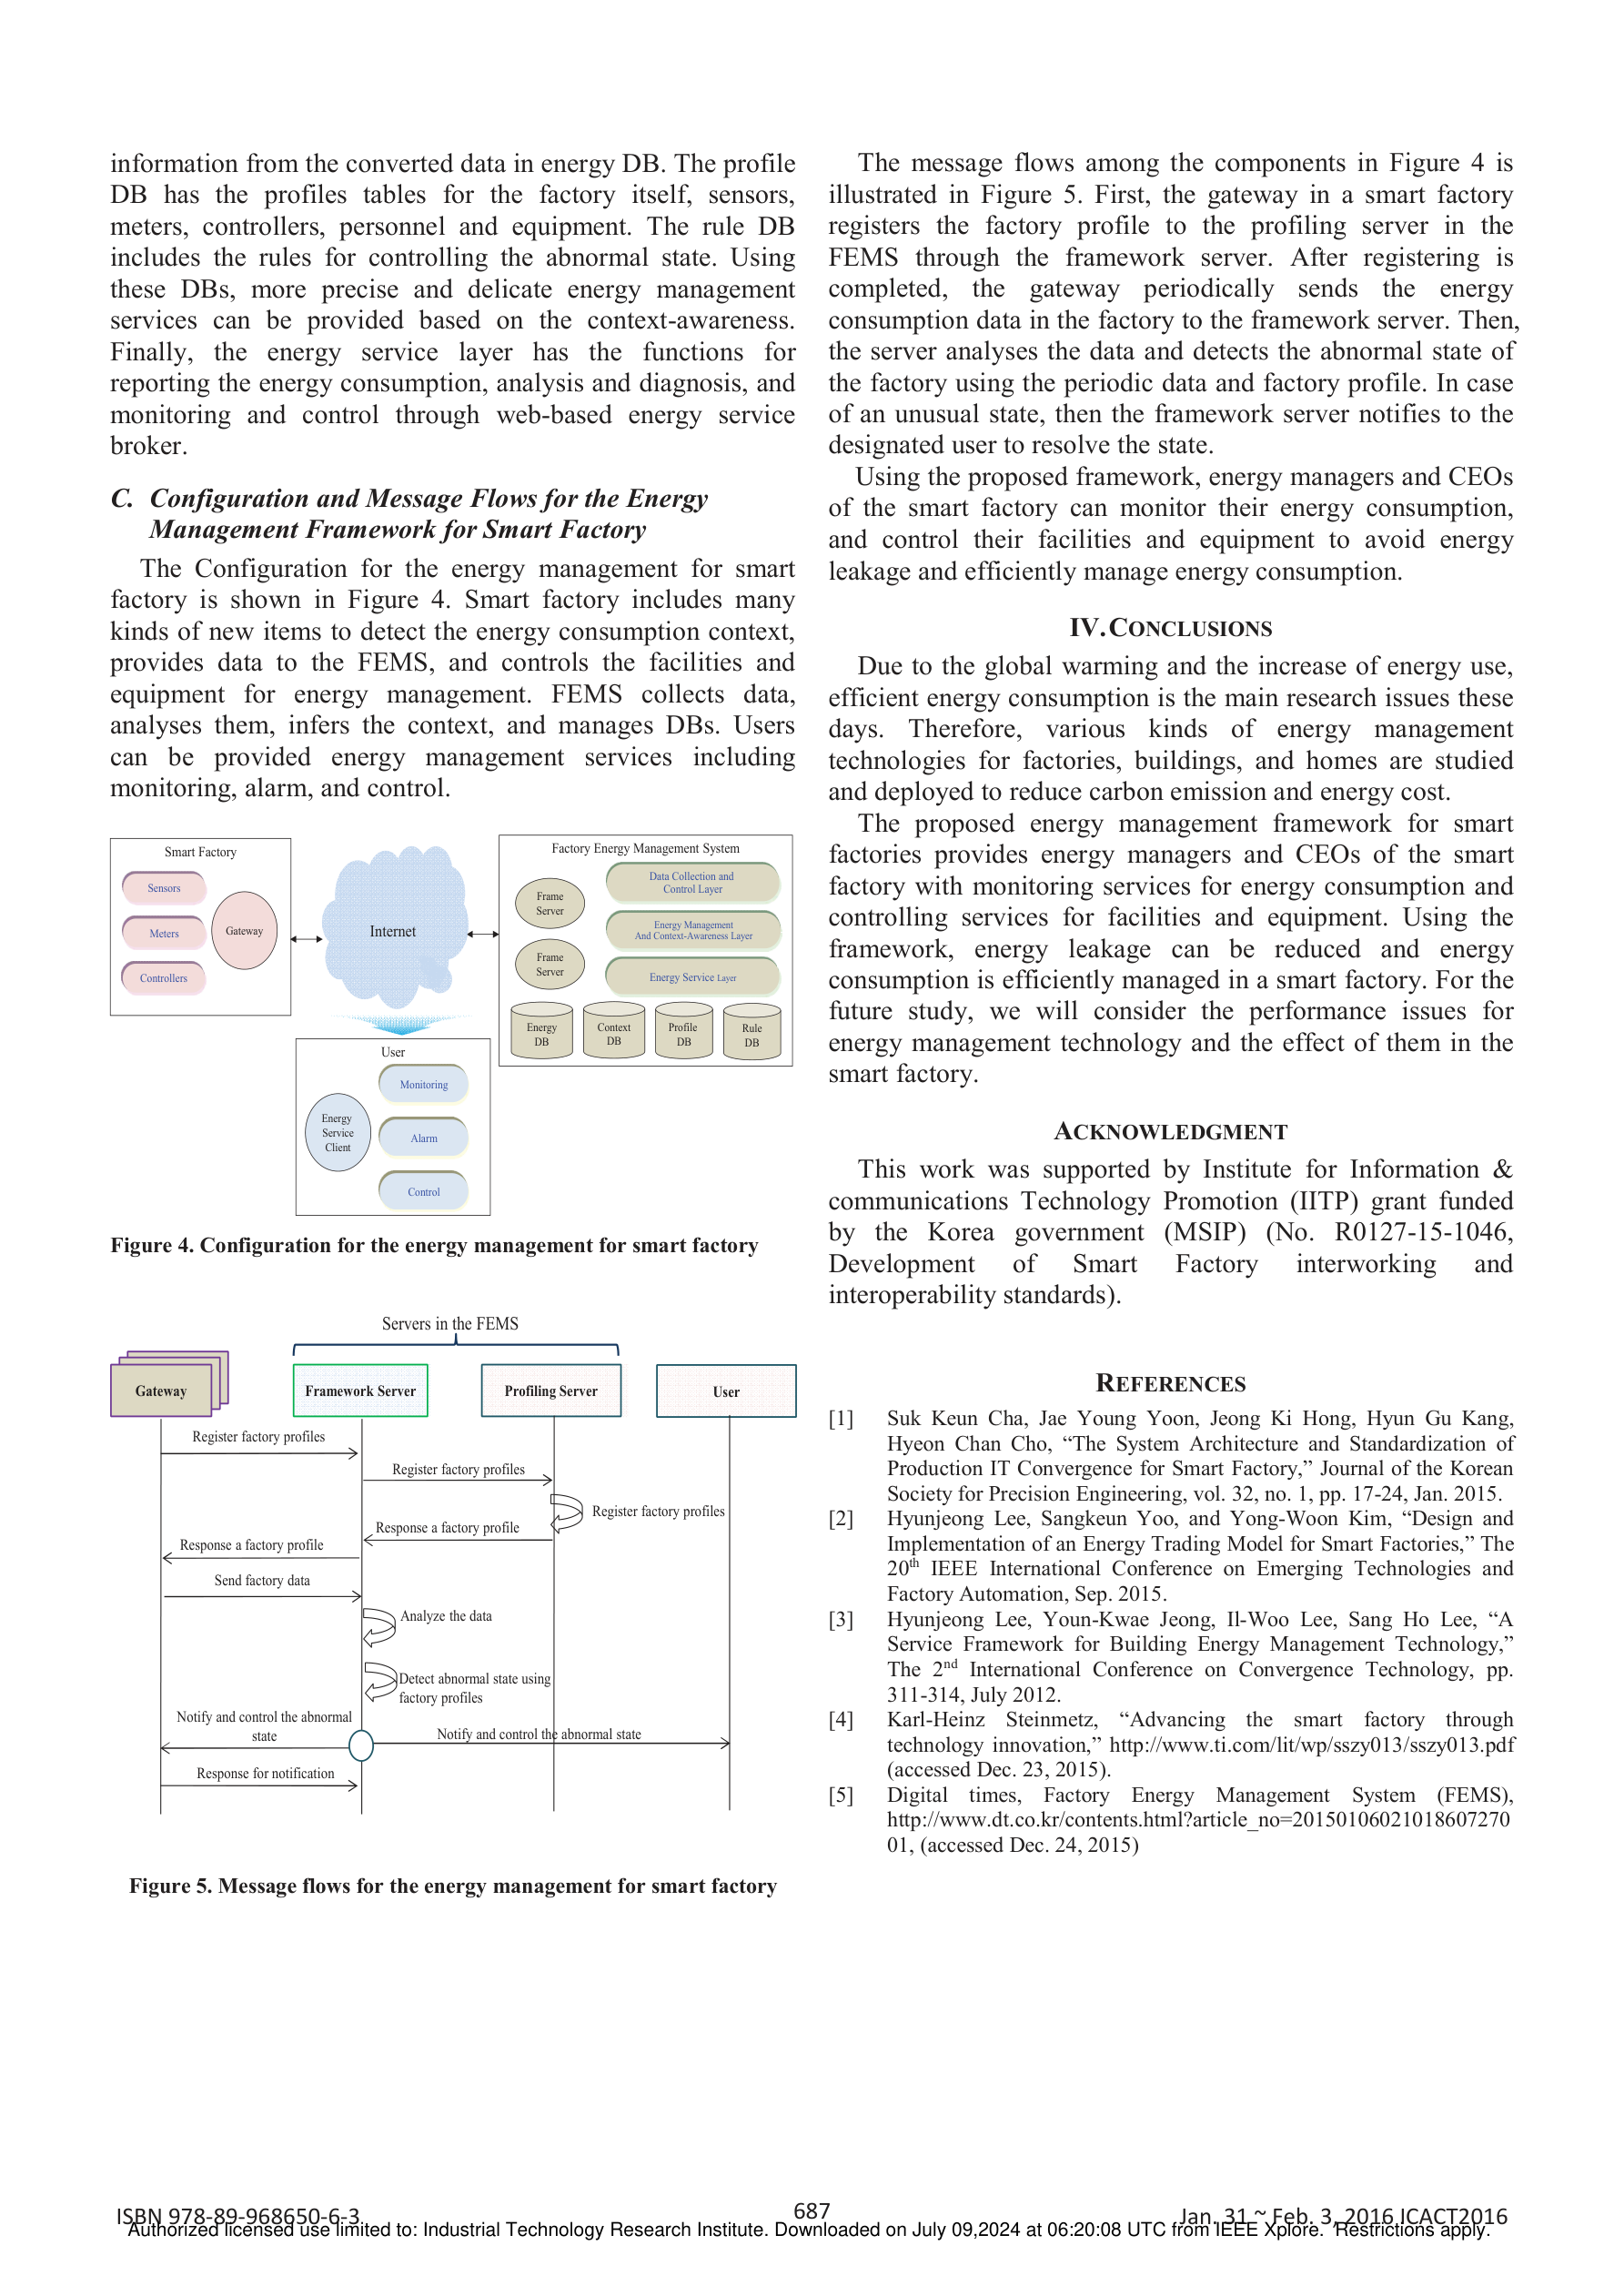 information from the converted data in energy DB. The profile
DB has the profiles tables for the factory itself, sensors,
meters, controllers, personnel and equipment. The rule DB
includes the rules for controlling the abnormal state. Using
these DBs, more precise and delicate energy management
services can be provided based on the context-awareness.
Finally, the energy service layer has the functions for
reporting the energy consumption, analysis and diagnosis, and
monitoring and control through web-based energy service
broker.
C. Configuration and Message Flows for the Energy
Management Framework for Smart Factory
The Configuration for the energy management for smart
factory is shown in Figure 4. Smart factory includes many
kinds of new items to detect the energy consumption context,
provides data to the FEMS, and controls the facilities and
equipment for energy management. FEMS collects data,
analyses them, infers the context, and manages DBs. Users
can be provided energy management services including
monitoring, alarm, and control.
Smart Factory
Sensors
Meters
Controllers
Gateway
Internet
Factory Energy Management System
Frame
Server
Frame
Server
Data Collection and
Control Layer
Energy Management
And Context-Awareness Layer
Energy Service Layer
Energy
DB
Context
DB
Profile
DB
Rule
DB
User
Energy
Service
Client
Monitoring
Alarm
Control
Figure 4. Configuration for the energy management for smart factory
Servers in the FEMS
Gateway
Framework Server
Profiling Server
User
Register factory profiles
Register factory profiles
Register factory profiles
Response a factory profile
Response a factory profile
Send factory data
Analyze the data
Detect abnormal state using
factory profiles
Notify and control the abnormal
state
Notify and control the abnormal state
Response for notification
Figure 5. Message flows for the energy management for smart factory
The message flows among the components in Figure 4 is
illustrated in Figure 5. First, the gateway in a smart factory
registers the factory profile to the profiling server in the
FEMS through the framework server. After registering is
completed, the gateway periodically sends the energy
consumption data in the factory to the framework server. Then,
the server analyses the data and detects the abnormal state of
the factory using the periodic data and factory profile. In case
of an unusual state, then the framework server notifies to the
designated user to resolve the state.
Using the proposed framework, energy managers and CEOs
of the smart factory can monitor their energy consumption,
and control their facilities and equipment to avoid energy
leakage and efficiently manage energy consumption.
IV. CONCLUSIONS
Due to the global warming and the increase of energy use,
efficient energy consumption is the main research issues these
days. Therefore, various kinds of energy management
technologies for factories, buildings, and homes are studied
and deployed to reduce carbon emission and energy cost.
The proposed energy management framework for smart
factories provides energy managers and CEOs of the smart
factory with monitoring services for energy consumption and
controlling services for facilities and equipment. Using the
framework, energy leakage can be reduced and energy
consumption is efficiently managed in a smart factory. For the
future study, we will consider the performance issues for
energy management technology and the effect of them in the
smart factory.
ACKNOWLEDGMENT
This work was supported by Institute for Information &
communications Technology Promotion (IITP) grant funded
by the Korea government (MSIP) (No. R0127-15-1046,
Development of Smart Factory interworking and
interoperability standards).
REFERENCES
[1] Suk Keun Cha, Jae Young Yoon, Jeong Ki Hong, Hyun Gu Kang,
Hyeon Chan Cho, “The System Architecture and Standardization of
Production IT Convergence for Smart Factory,” Journal of the Korean
Society for Precision Engineering, vol. 32, no. 1, pp. 17-24, Jan. 2015.
[2] Hyunjeong Lee, Sangkeun Yoo, and Yong-Woon Kim, “Design and
Implementation of an Energy Trading Model for Smart Factories,” The
20th IEEE International Conference on Emerging Technologies and
Factory Automation, Sep. 2015.
[3] Hyunjeong Lee, Youn-Kwae Jeong, Il-Woo Lee, Sang Ho Lee, “A
Service Framework for Building Energy Management Technology,”
The 2nd International Conference on Convergence Technology, pp.
311-314, July 2012.
[4] Karl-Heinz Steinmetz, “Advancing the smart factory through
technology innovation,” http://www.ti.com/lit/wp/sszy013/sszy013.pdf
(accessed Dec. 23, 2015).
[5] Digital times, Factory Energy Management System (FEMS),
http://www.dt.co.kr/contents.html?article_no=20150106021018607270
01, (accessed Dec. 24, 2015)
ISBN 978-89-968650-6-3
687
Jan. 31 ~ Feb. 3, 2016 ICACT2016
Authorized licensed use limited to: Industrial Technology Research Institute. Downloaded on July 09,2024 at 06:20:08 UTC from IEEE Xplore. Restrictions apply.